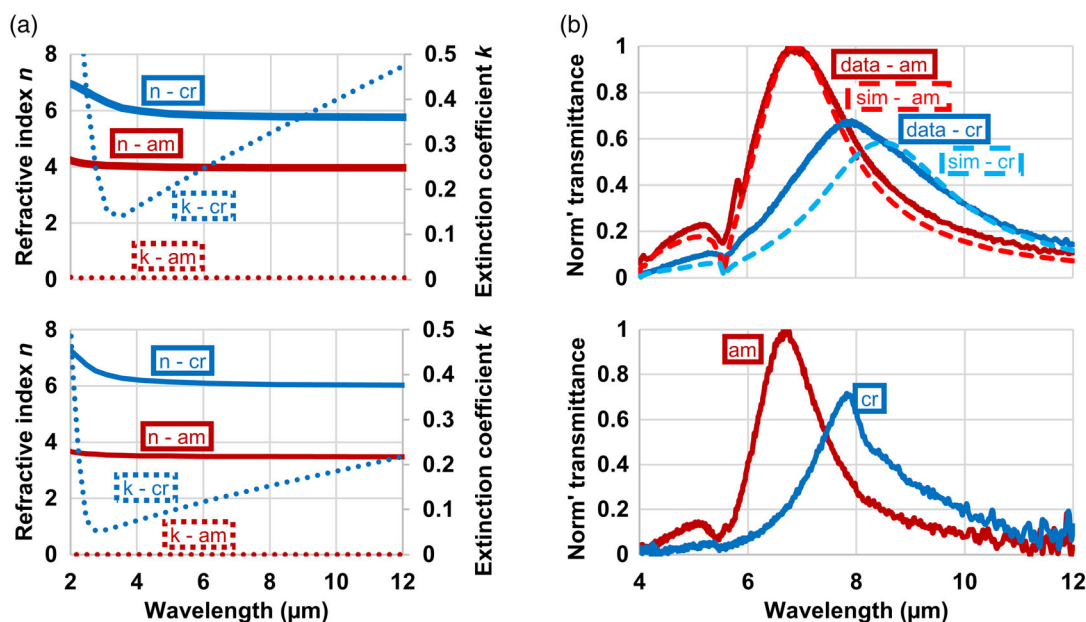 (a)
8
6
4
2
0
0.5
0.4
0.3
0.2
0.1
0
Refractive index n
Extinction coefficient k
n - cr
n - am
k - cr
k - am
8
6
4
2
0
0.5
0.4
0.3
0.2
0.1
0
Refractive index n
Extinction coefficient k
n - cr
n - am
k - cr
k - am
2 4 6 8 10 12
Wavelength (μm)
(b)
1
0.8
0.6
0.4
0.2
0
Norm' transmittance
data - am
sim - am
data - cr
sim - cr
4 6 8 10 12
1
0.8
0.6
0.4
0.2
0
Norm' transmittance
am
cr
4 6 8 10 12
Wavelength (μm)